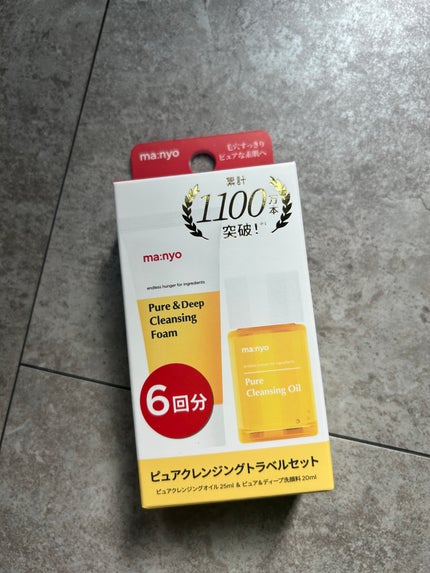 ma:nyo
毛穴すっきり
ピュアな素肌へ
累計
1100万本
突破!※1
ma:nyo
endless hunger for ingredients
Pure & Deep
Cleansing
Foam
ma:nyo
endless hunger for ingredients
Pure
Cleansing Oil
6回分
ピュアクレンジングトラベルセット
ピュアクレンジングオイル 25ml & ピュア&ディープ洗顔料 20ml